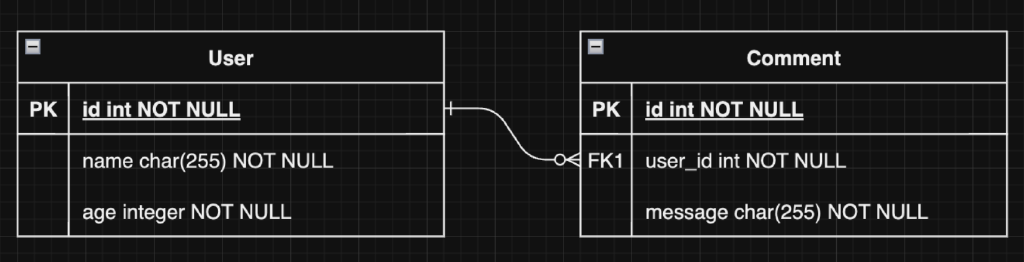 User
PK id int NOT NULL
name char(255) NOT NULL
age integer NOT NULL
Comment
PK id int NOT NULL
FK1 user_id int NOT NULL
message char(255) NOT NULL